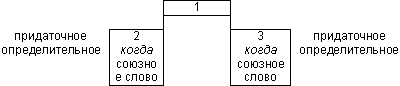 1
придаточное
определительное
2
когда
союзно
е слово
3
когда
союзное
слово
придаточное
определительное